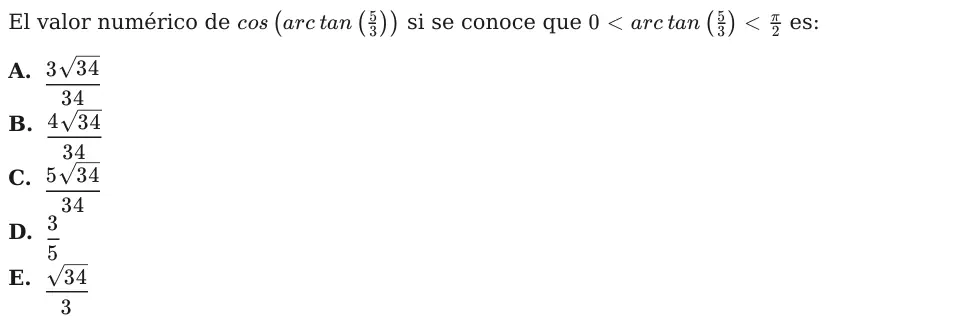 El valor numérico de cos (arc tan (5/3)) si se conoce que 0 < arc tan (5/3) < π/2 es:
A. 3√34/34
B. 4√34/34
C. 5√34/34
D. 3/5
E. √34/3